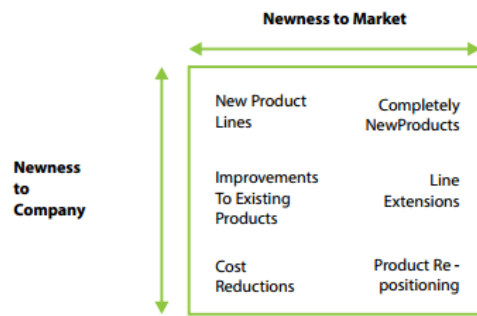 Newness to Market
New Product
Lines
Completely
NewProducts
Newness
to
Company
Improvements
To Existing
Products
Line
Extensions
Cost
Reductions
Product Re -
positioning